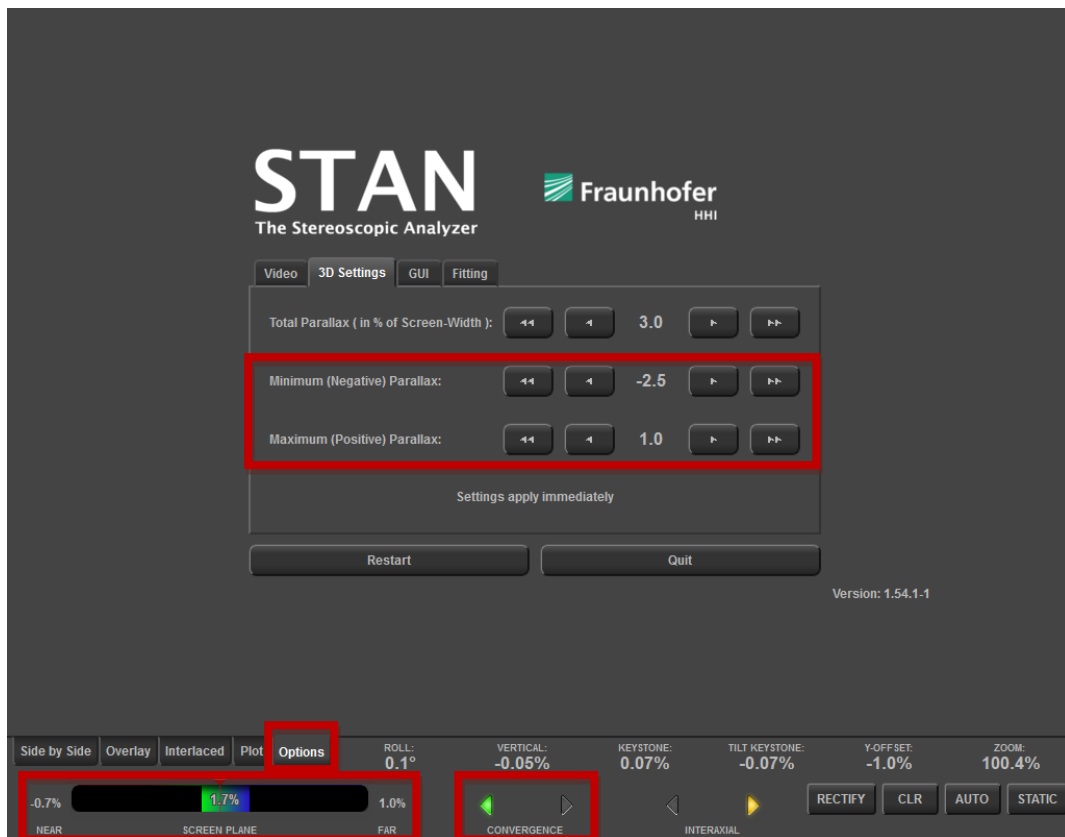 STAN
The Stereoscopic Analyzer
Fraunhofer
HHI
Video 3D Settings GUI Fitting
Total Parallax ( in % of Screen-Width ): 3.0
Minimum (Negative) Parallax: -2.5
Maximum (Positive) Parallax: 1.0
Settings apply immediately
Restart Quit
Version: 1.54.1-1
Side by Side Overlay Interlaced Plot Options
ROLL: VERTICAL: KEYSTONE: TILT KEYSTONE: Y-OFFSET: ZOOM:
0.1° -0.05% 0.07% -0.07% -1.0% 100.4%
-0.7% 1.7% 1.0% RECTIFY CLR AUTO STATIC
NEAR SCREEN PLANE FAR CONVERGENCE INTERAXIAL